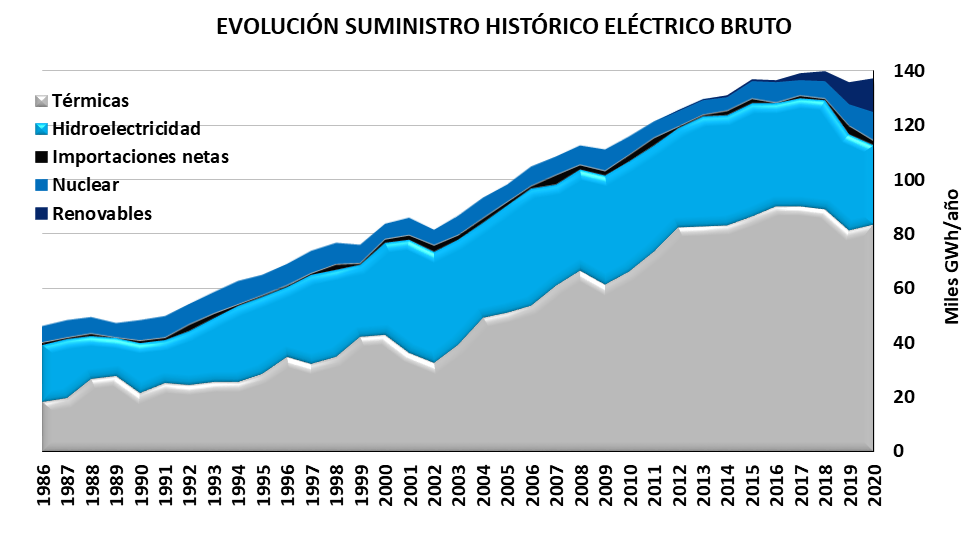 EVOLUCIÓN SUMINISTRO HISTÓRICO ELÉCTRICO BRUTO
Térmicas
Hidroelectricidad
Importaciones netas
Nuclear
Renovables
140
120
100
80
60
40
20
0
Miles GWh/año
1986 1987 1988 1989 1990 1991 1992 1993 1994 1995 1996 1997 1998 1999 2000 2001 2002 2003 2004 2005 2006 2007 2008 2009 2010 2011 2012 2013 2014 2015 2016 2017 2018 2019 2020